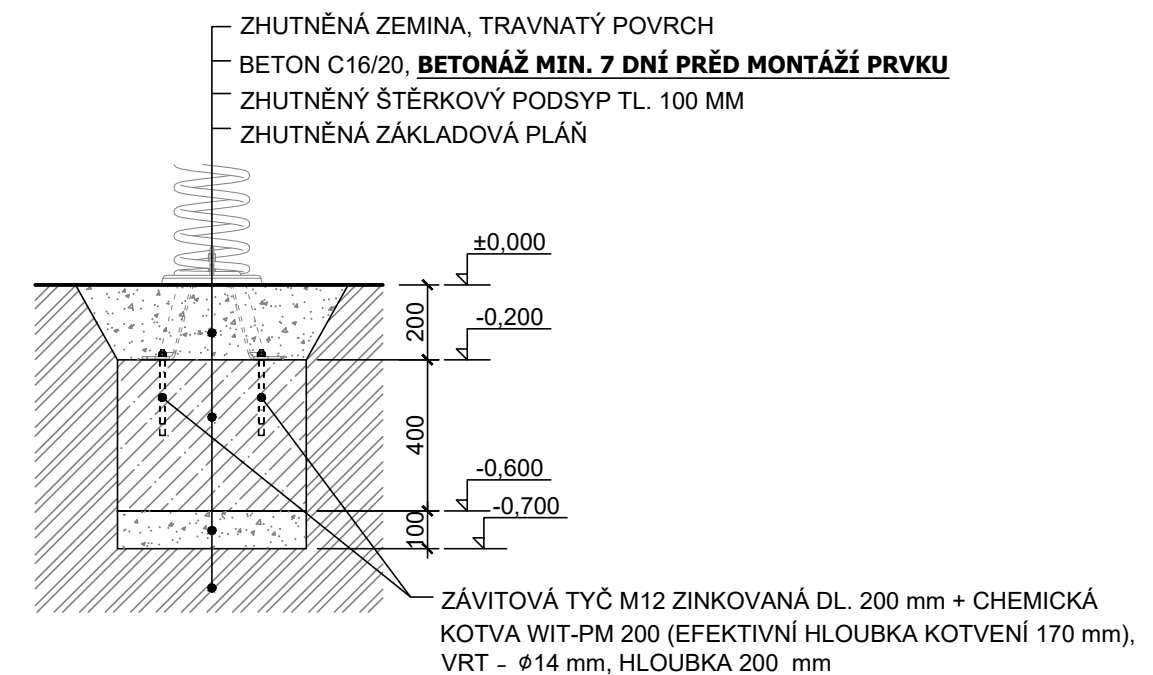 ZHUTNĚNÁ ZEMINA, TRAVNATÝ POVRCH
BETON C16/20, BETONÁŽ MIN. 7 DNÍ PRĚD MONTÁŽÍ PRVKU
ZHUTNĚNÝ ŠTĚRKOVÝ PODSYP TL. 100 MM
ZHUTNĚNÁ ZÁKLADOVÁ PLÁŇ
±0,000
200
-0,200
400
-0,600
-0,700
100
ZÁVITOVÁ TYČ M12 ZINKOVANÁ DL. 200 mm + CHEMICKÁ
KOTVA WIT-PM 200 (EFEKTIVNÍ HLOUBKA KOTVENÍ 170 mm),
VRT - ϕ14 mm, HLOUBKA 200 mm